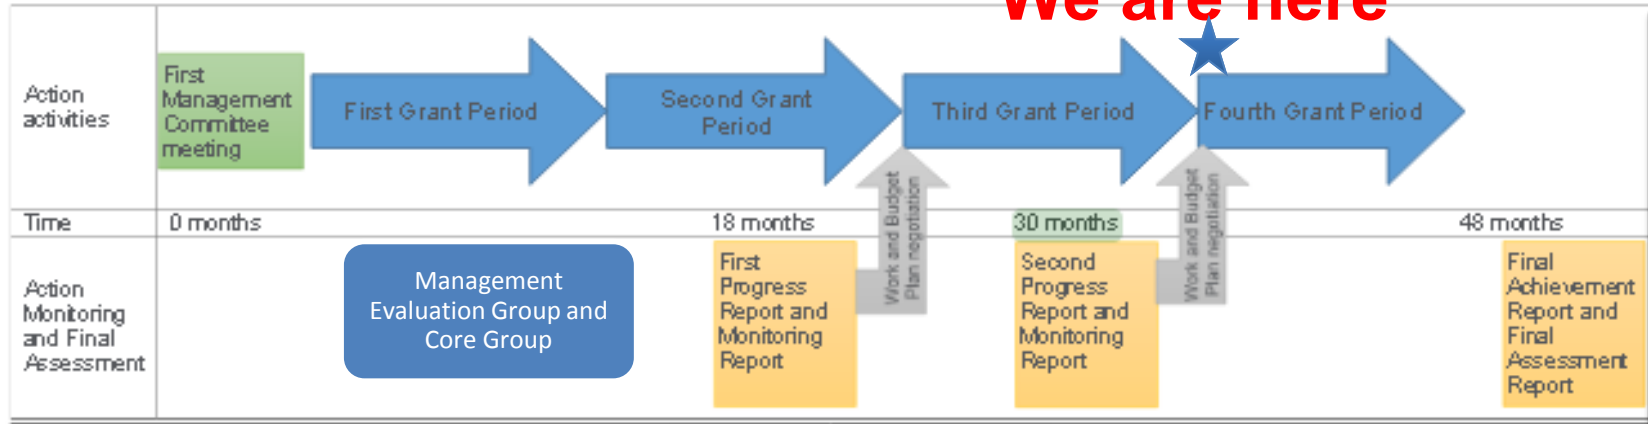 We are here
Action
activities
First
Management
Committee
meeting
First Grant Period
Second Grant
Period
Third Grant Period
Fourth Grant Period
Work and Budget
Plan negotiation
Work and Budget
Plan negotiation
Time
0 months
18 months
30 months
48 months
Action
Monitoring
and Final
Assessment
Management
Evaluation Group and
Core Group
First
Progress
Report and
Monitoring
Report
Second
Progress
Report and
Monitoring
Report
Final
Achievement
Report and
Final
Assessment
Report